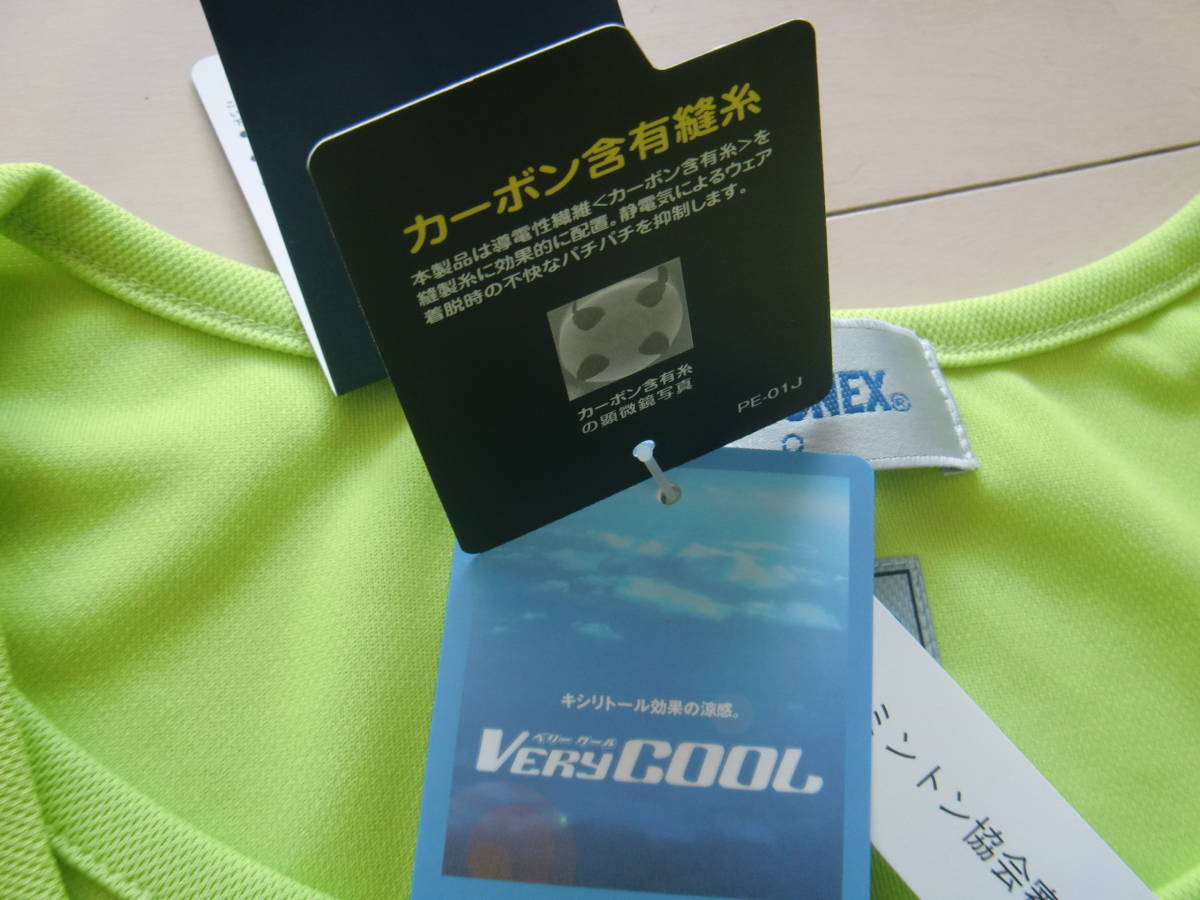 カーボン含有縫糸
本製品は導電性繊維<カーボン含有糸>を
縫製糸に効果的に配置。静電気によるウェア
着脱時の不快なパチパチを抑制します。
カーボン含有糸
の顕微鏡写真
PE-01J
NEX®
O
キシリトール効果の涼感。
ベリークール
VERYCOOL
ミントン協会審